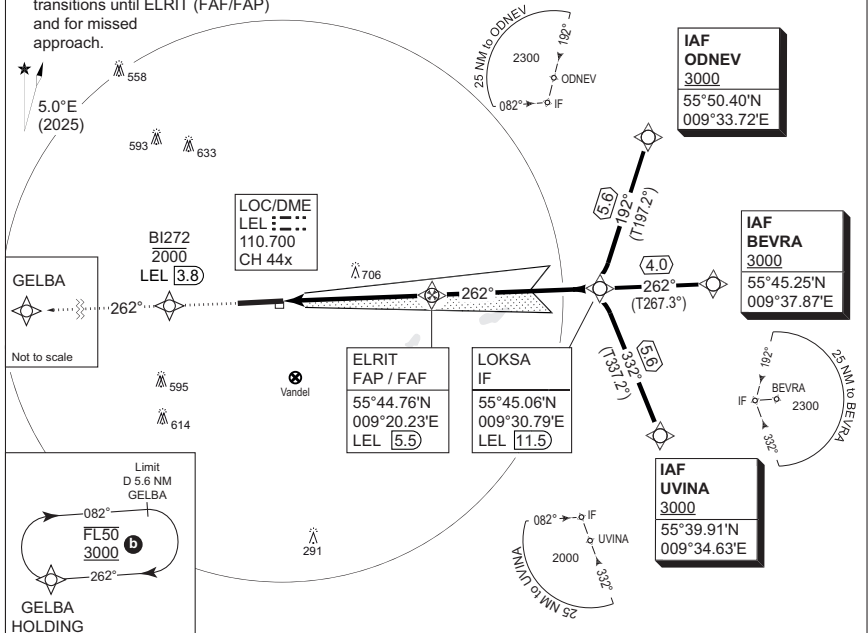 transitions until ELRIT (FAF/FAP)
and for missed
approach.
5.0°E
(2025)
558
593
633
25 NM to ODNEV
2300
192°
ODNEV
082°
IF
IAF
ODNEV
3000
55°50.40'N
009°33.72'E
LOC/DME
LEL
110.700
CH 44x
BI272
2000
LEL 3.8
706
5.6
192°
(T197.2°)
IAF
BEVRA
3000
55°45.25'N
009°37.87'E
GELBA
Not to scale
262°
262°
4.0
262°
(T267.3°)
5.6
332°
(T337.2°)
595
614
Vandel
ELRIT
FAP / FAF
55°44.76'N
009°20.23'E
LEL 5.5
LOKSA
IF
55°45.06'N
009°30.79'E
LEL 11.5
192°
IF
BEVRA
2300
332°
25 NM to BEVRA
IAF
UVINA
3000
55°39.91'N
009°34.63'E
Limit
D 5.6 NM
GELBA
082°
FL50
3000
b
262°
GELBA
HOLDING
291
082°
IF
UVINA
2000
332°
25 NM to UVINA